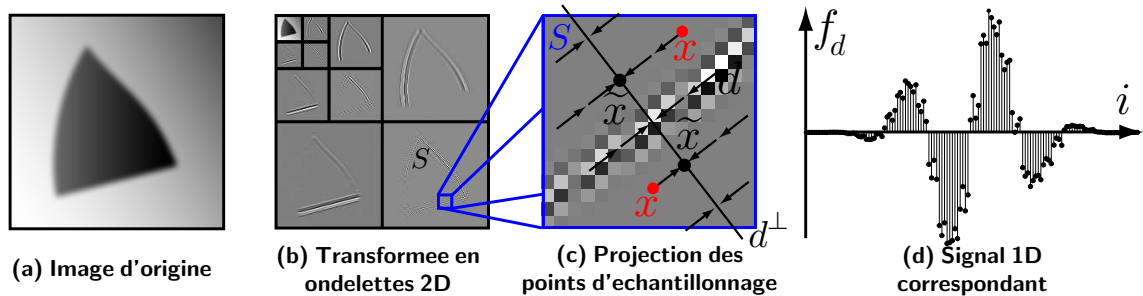 S
S
x
x̃
d
x̃
x
d⊥
f_d
i
(a) Image d'origine
(b) Transformee en
ondelettes 2D
(c) Projection des
points d'echantillonnage
(d) Signal 1D
correspondant